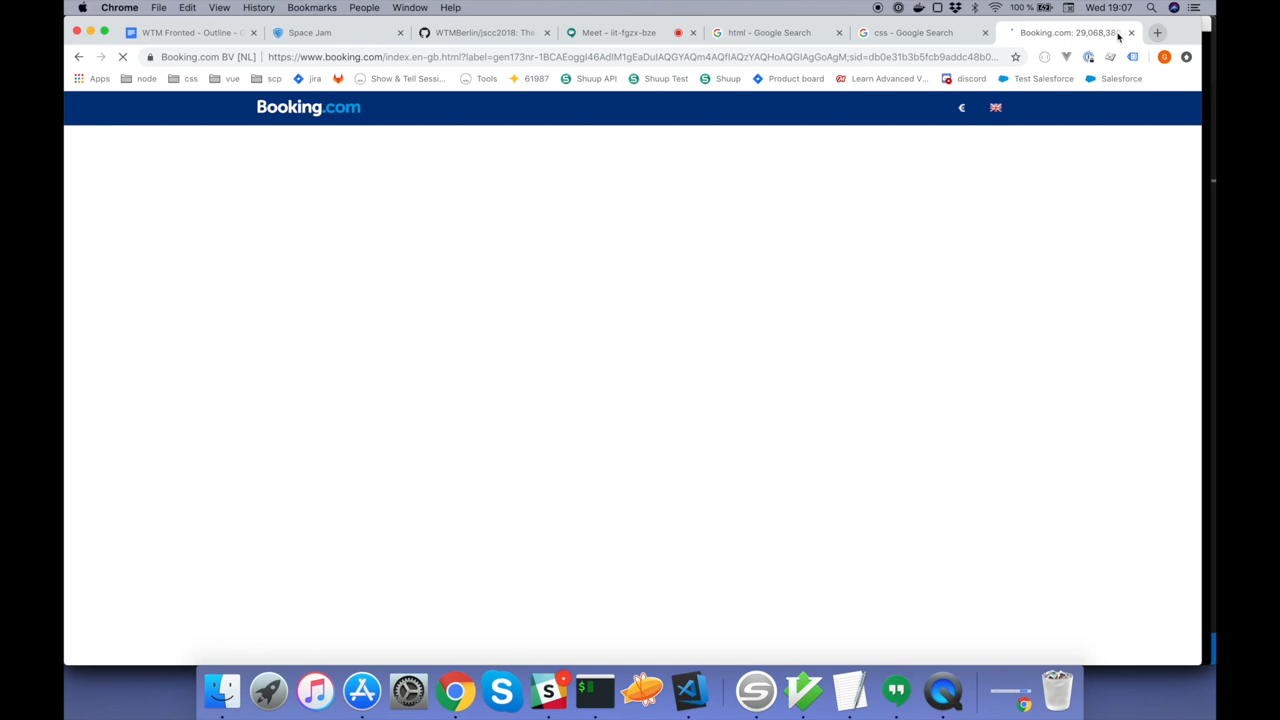 Chrome File Edit View History Bookmarks People Window Help 100 % Wed 19:07
WTM Fronted - Outline - G Space Jam WTMBerlin/jscc2018: The Meet – iit-fgzx-bze html - Google Search css - Google Search Booking.com: 29,068,38
Booking.com BV [NL] https://www.booking.com/index.en-gb.html?label=gen173nr-1BCAEoggI46AdIM1gEaDuIAQGYAQm4AQfIAQzYAQHoAQGIAgGoAgM;sid=db0e31b3b5fcb9addc48b0... G
Apps node css vue scp jira Show & Tell Sessi... Tools 61987 Shuup API Shuup Test Shuup Product board Learn Advanced V... discord Test Salesforce Salesforce
Booking.com €